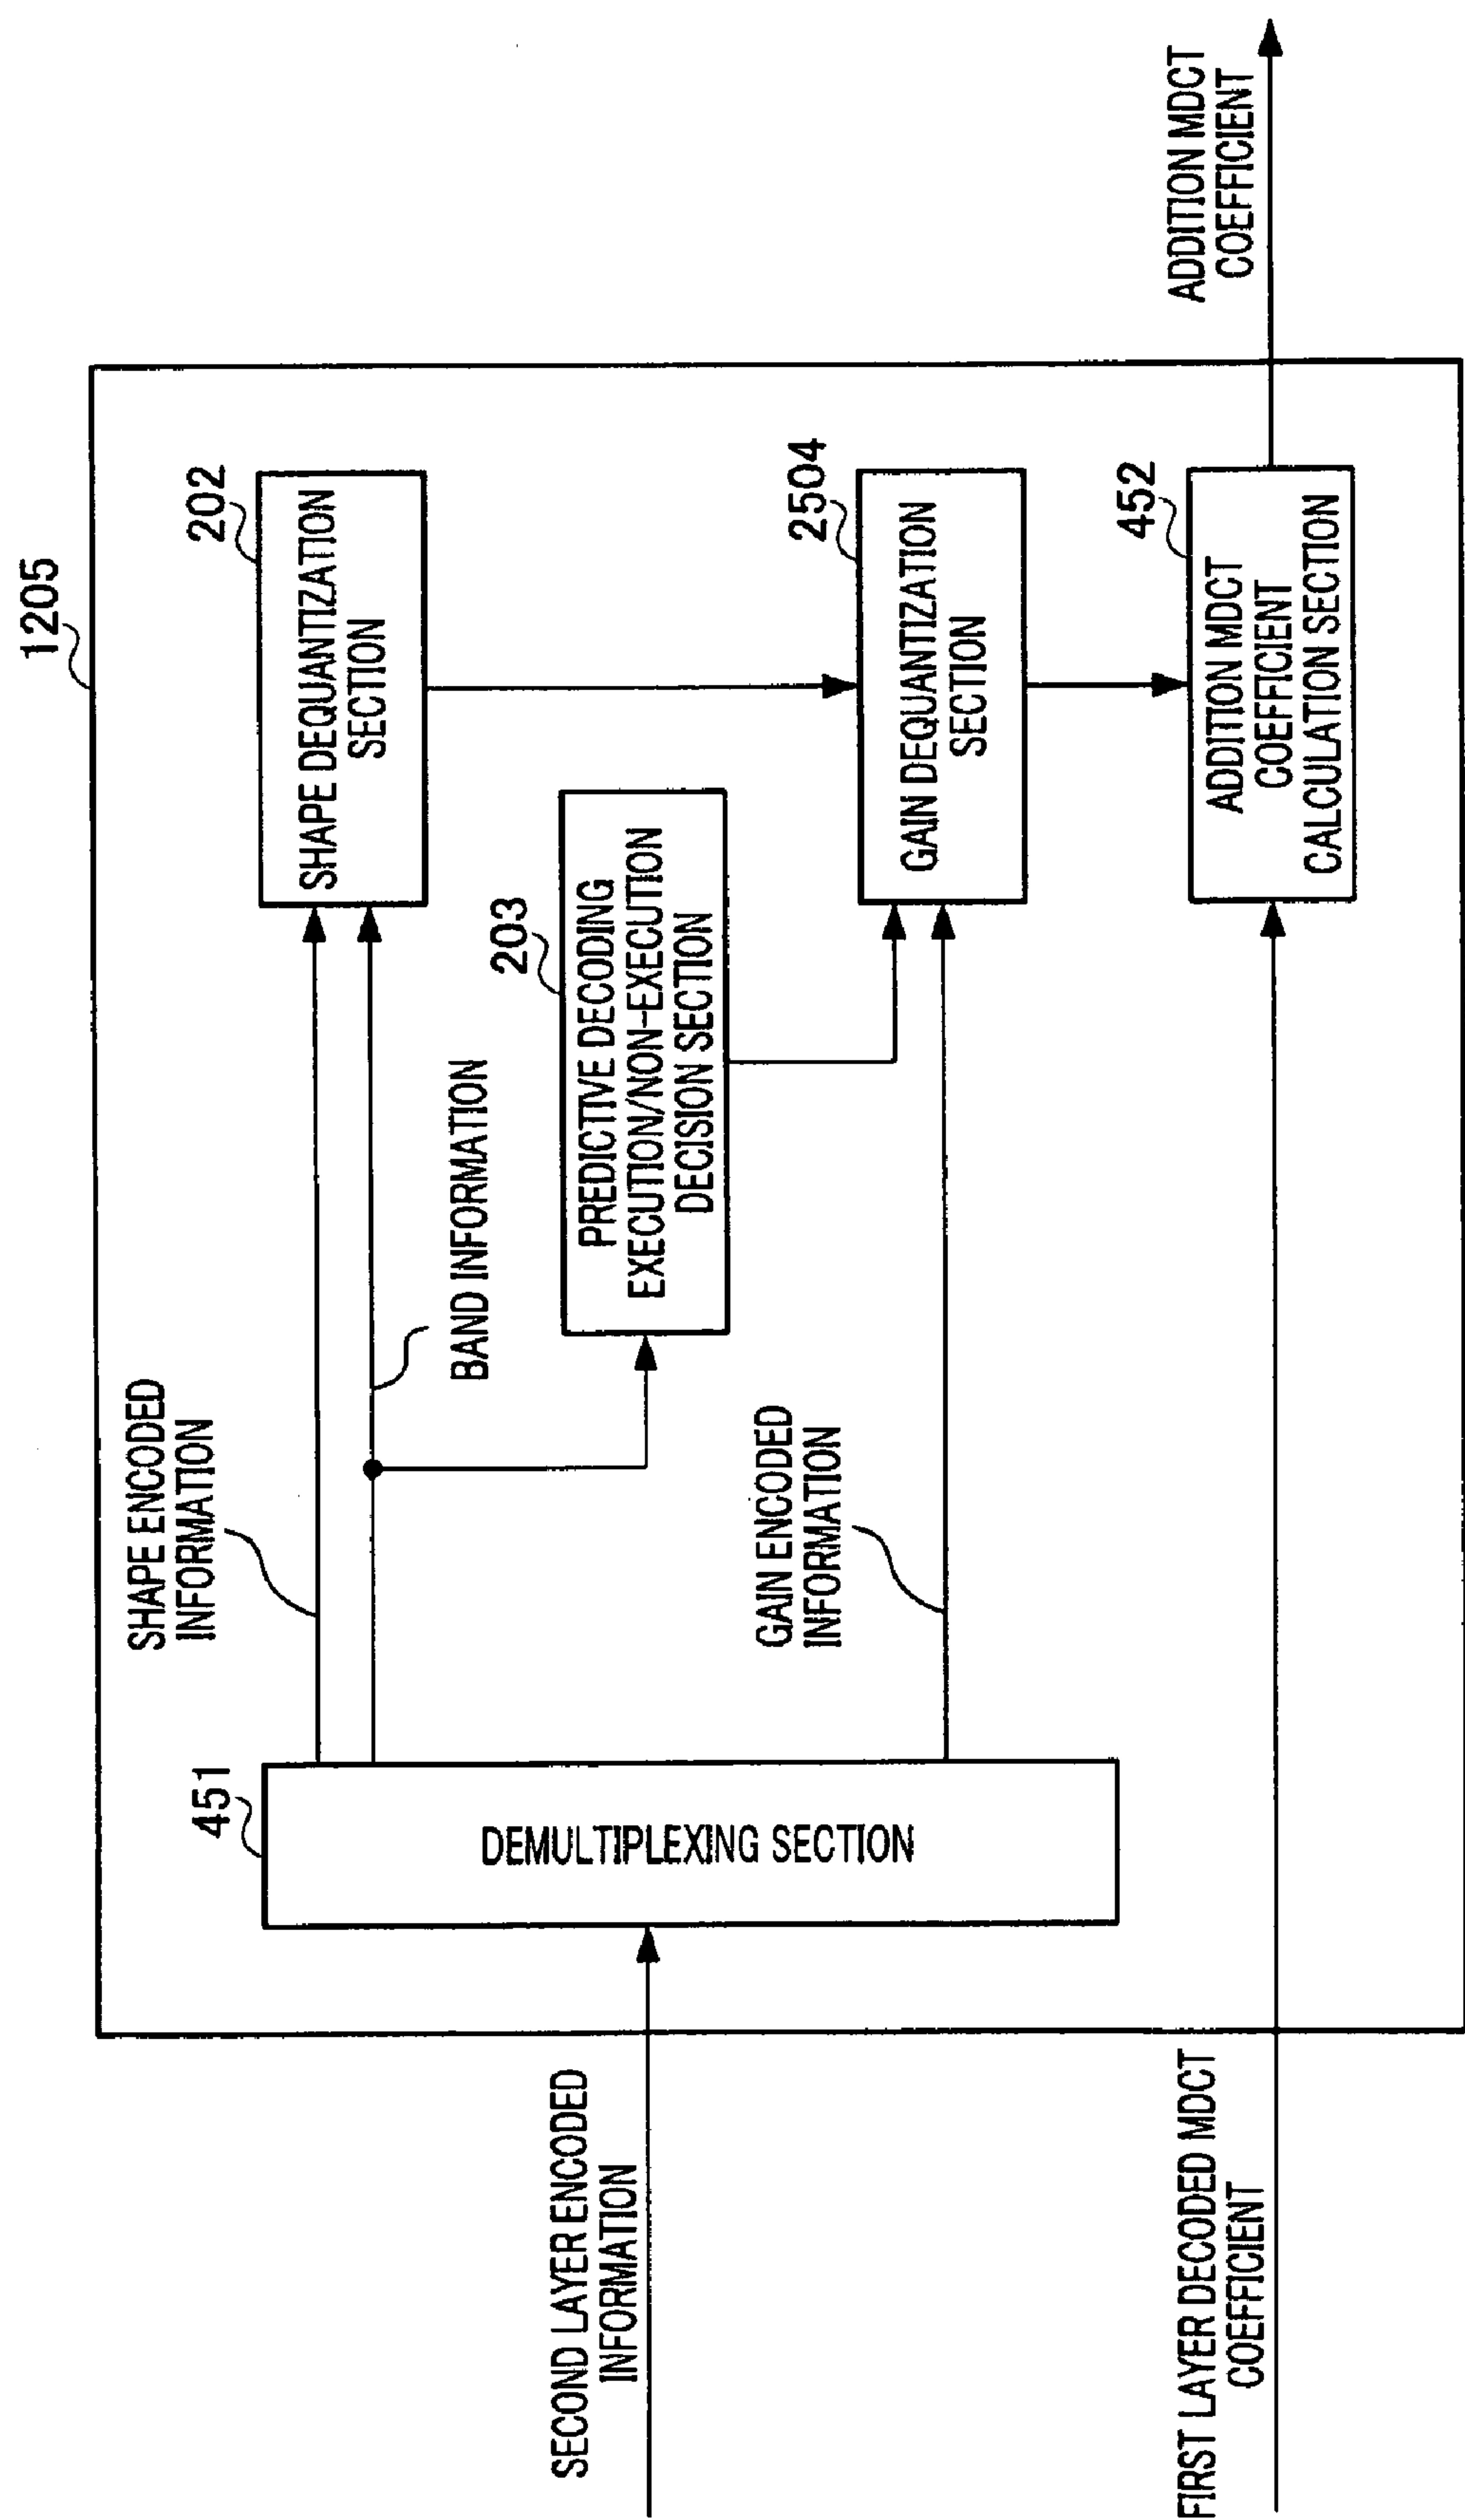 1205
SECOND LAYER ENCODED
INFORMATION
FIRST LAYER DECODED MDCT
COEFFICIENT
451
DEMULTIPLEXING SECTION
SHAPE ENCODED
INFORMATION
BAND INFORMATION
GAIN ENCODED
INFORMATION
203
PREDICTIVE DECODING
EXECUTION/NON-EXECUTION
DECISION SECTION
202
SHAPE DEQUANTIZATION
SECTION
2504
GAIN DEQUANTIZATION
SECTION
452
ADDITION MDCT
COEFFICIENT
CALCULATION SECTION
ADDITION MDCT
COEFFICIENT